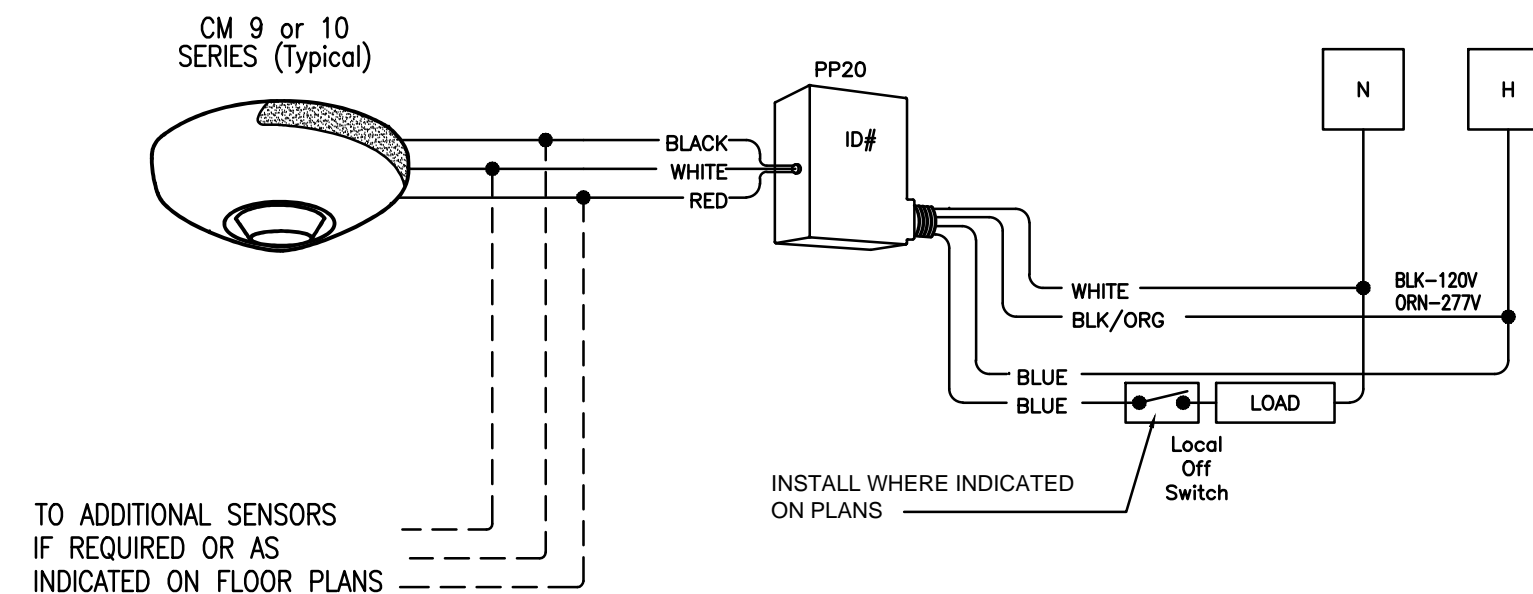 CM 9 or 10
SERIES (Typical)
PP20
ID#
N
H
BLACK
WHITE
RED
WHITE
BLK/ORG
BLK-120V
ORN-277V
BLUE
BLUE
LOAD
Local
Off
Switch
INSTALL WHERE INDICATED
ON PLANS
TO ADDITIONAL SENSORS
IF REQUIRED OR AS
INDICATED ON FLOOR PLANS